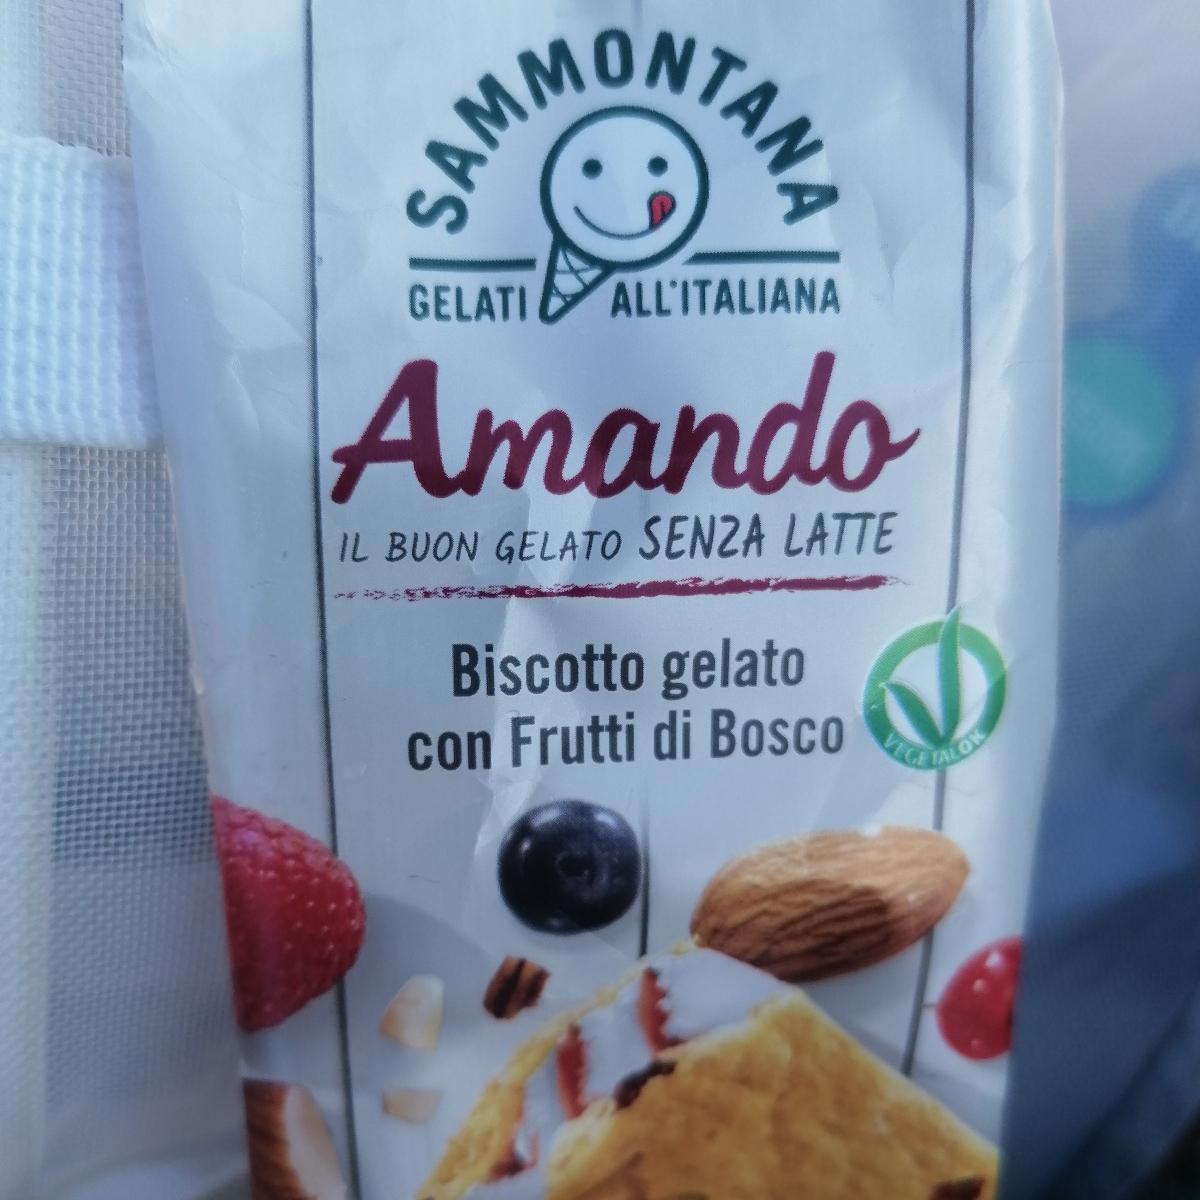 SAMMONTANA
GELATI ALL'ITALIANA
Amando
IL BUON GELATO SENZA LATTE
Biscotto gelato
con Frutti di Bosco
VEGETALOK